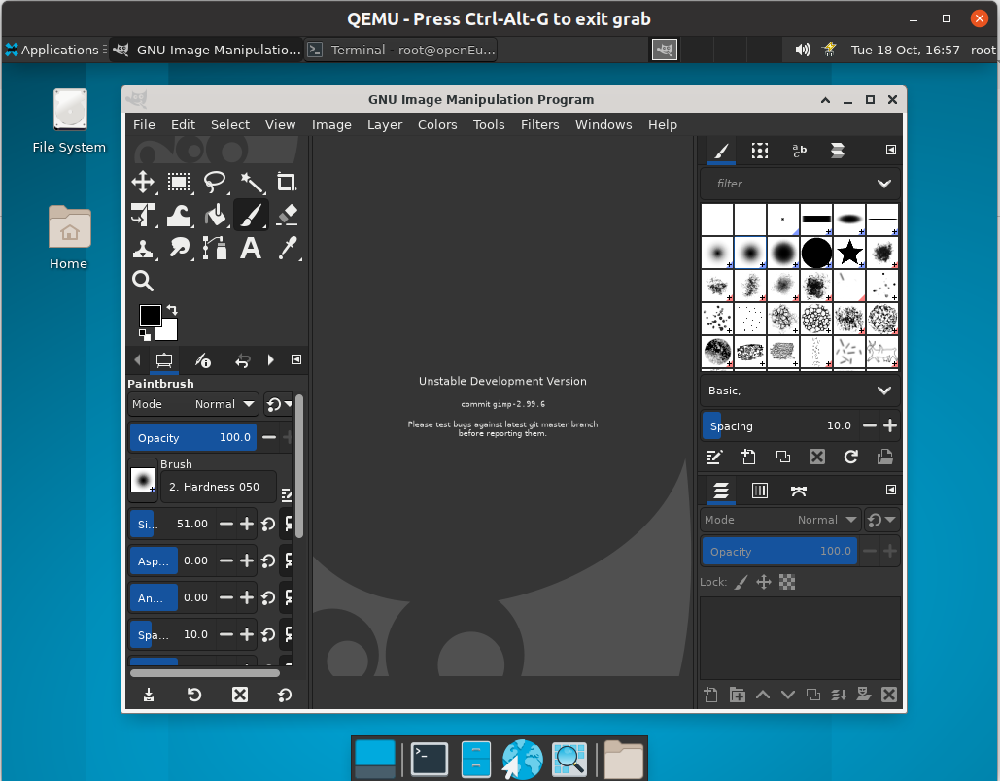 QEMU - Press Ctrl-Alt-G to exit grab
Applications
GNU Image Manipulatio...
Terminal - root@openEu...
Tue 18 Oct, 16:57
root
File System
Home
GNU Image Manipulation Program
File Edit Select View Image Layer Colors Tools Filters Windows Help
Paintbrush
Mode Normal
Opacity 100.0
Brush
2. Hardness 050
Si... 51.00
Asp... 0.00
An... 0.00
Spa... 10.0
Unstable Development Version
commit gimp-2.99.6
Please test bugs against latest git master branch
before reporting them.
filter
Basic,
Spacing 10.0
Mode Normal
Opacity 100.0
Lock: